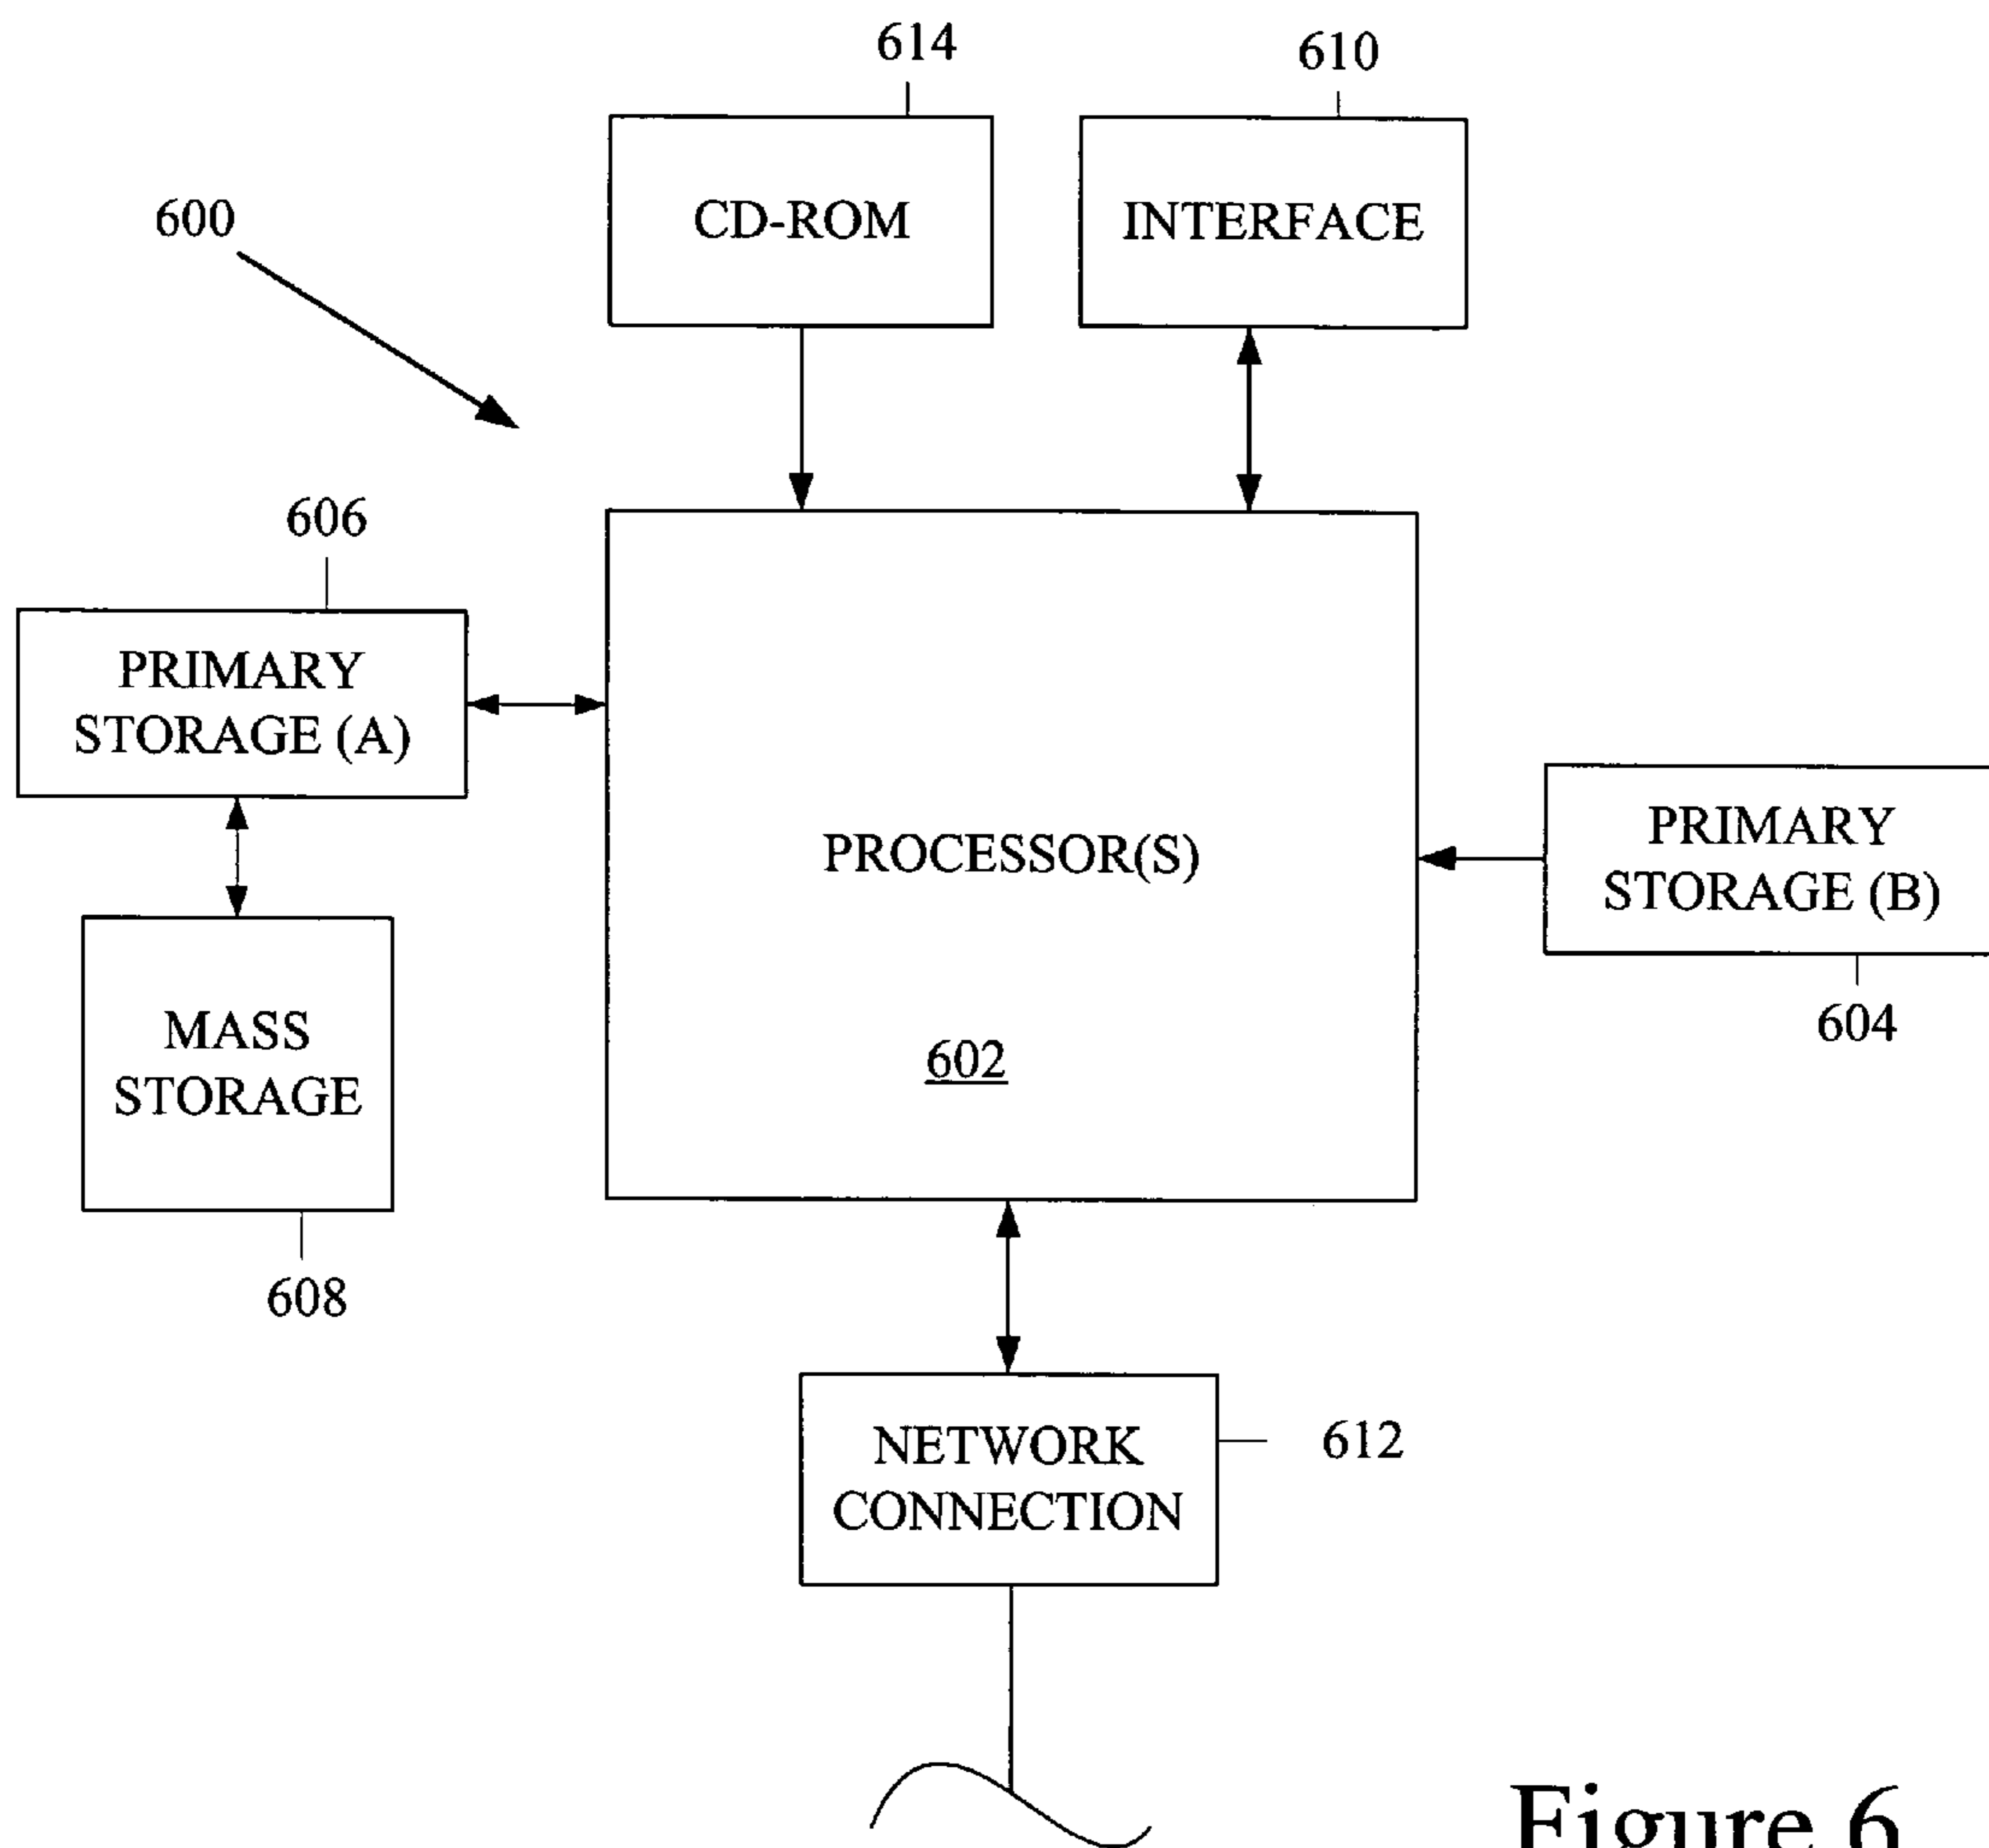 614
610
600
CD-ROM
INTERFACE
606
PRIMARY
STORAGE (A)
PROCESSOR(S)
602
PRIMARY
STORAGE (B)
604
MASS
STORAGE
608
NETWORK
CONNECTION
612
Figure 6